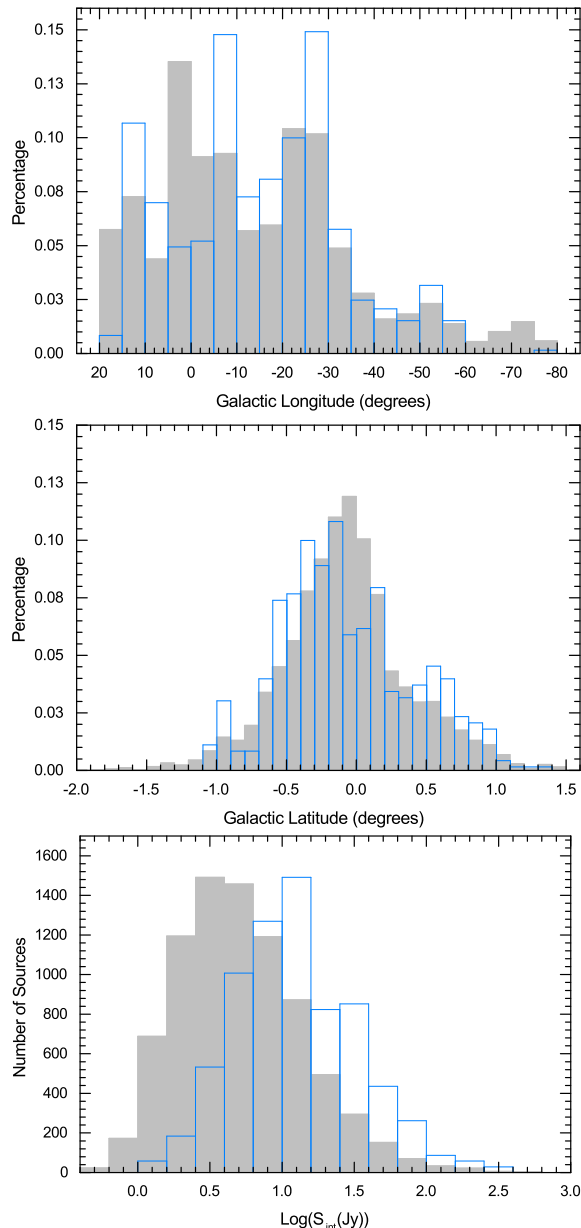 0.15
0.13
0.10
0.08
0.05
0.03
0.00
Percentage
20 10 0 -10 -20 -30 -40 -50 -60 -70 -80
Galactic Longitude (degrees)
0.15
0.13
0.10
0.08
0.05
0.03
0.00
Percentage
-2.0 -1.5 -1.0 -0.5 0.0 0.5 1.0 1.5
Galactic Latitude (degrees)
1600
1400
1200
1000
800
600
400
200
0
Number of Sources
0.0 0.5 1.0 1.5 2.0 2.5 3.0
Log(S_int(Jy)